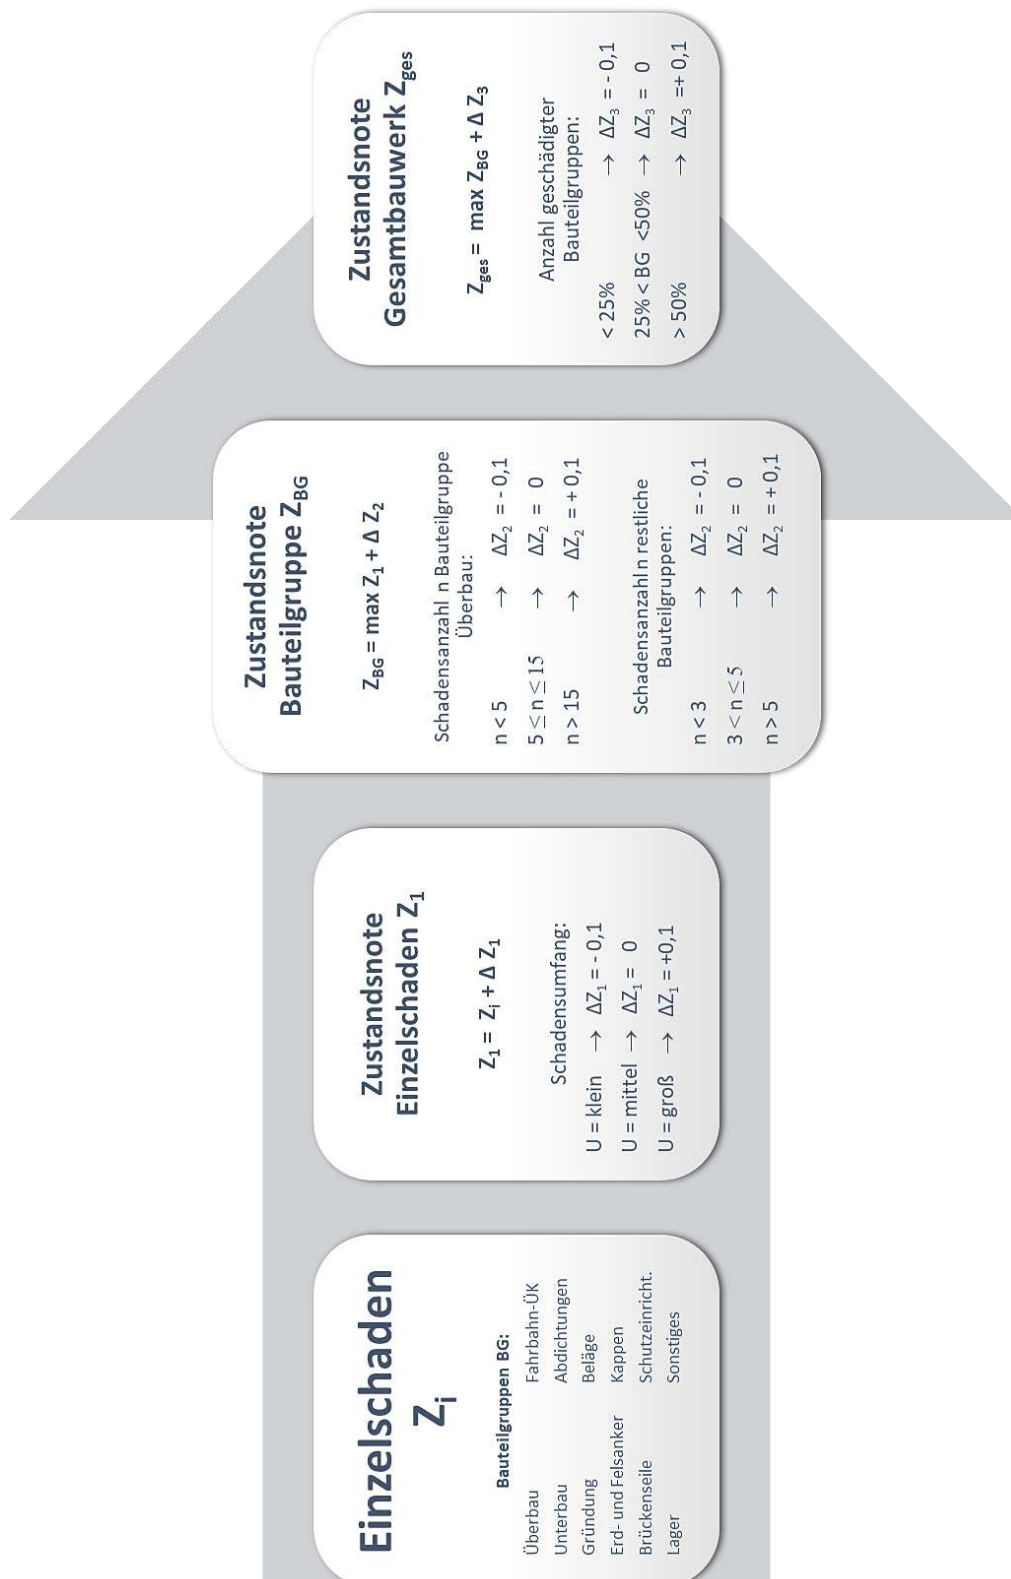 Einzelschaden
Zi
Bauteilgruppen BG:
Überbau Fahrbahn-ÜK
Unterbau Abdichtungen
Gründung Beläge
Erd- und Felsanker Kappen
Brückenseile Schutzeinricht.
Lager Sonstiges
Zustandsnote
Einzelschaden Z1
Z1 = Zi + Δ Z1
Schadensumfang:
U = klein → ΔZ1 = - 0,1
U = mittel → ΔZ1 = 0
U = groß → ΔZ1 = +0,1
Zustandsnote
Bauteilgruppe ZBG
ZBG = max Z1 + Δ Z2
Schadensanzahl n Bauteilgruppe
Überbau:
n < 5 → ΔZ2 = - 0,1
5 ≤ n ≤ 15 → ΔZ2 = 0
n > 15 → ΔZ2 = + 0,1
Schadensanzahl n restliche
Bauteilgruppen:
n < 3 → ΔZ2 = - 0,1
3 < n ≤ 5 → ΔZ2 = 0
n > 5 → ΔZ2 = + 0,1
Zustandsnote
Gesamtbauwerk Zges
Zges = max ZBG + Δ Z3
Anzahl geschädigter
Bauteilgruppen:
< 25% → ΔZ3 = - 0,1
25% < BG <50% → ΔZ3 = 0
> 50% → ΔZ3 =+ 0,1